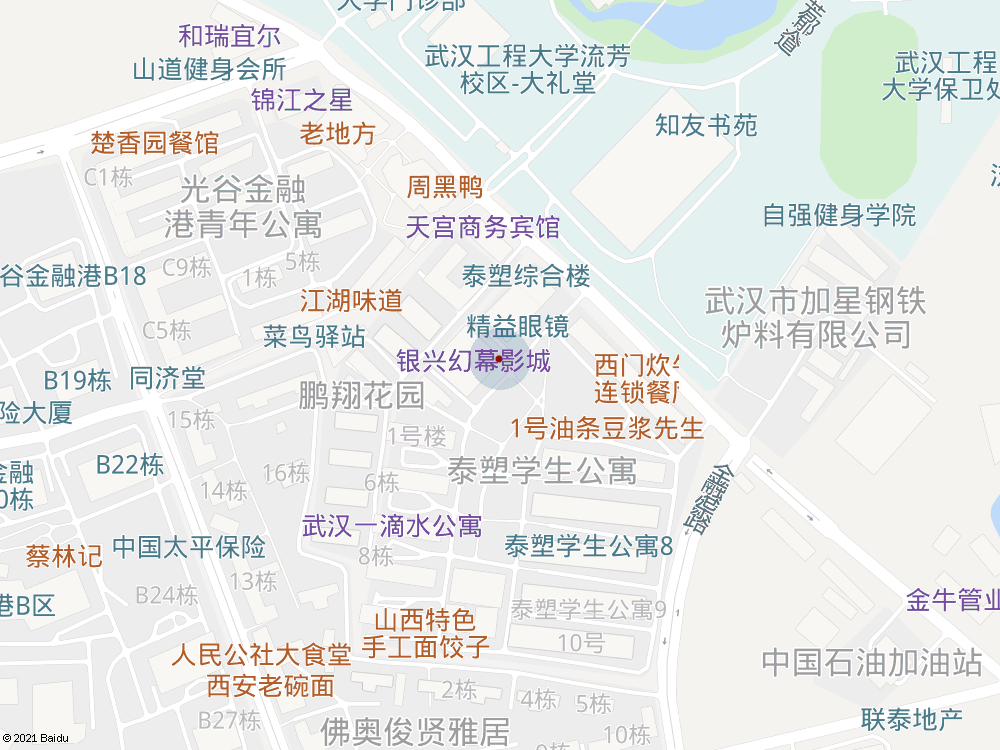 大学门诊部
和瑞宜尔
山道健身会所
武汉工程大学流芳
校区-大礼堂
武汉工程
大学保卫处
锦江之星
老地方
知友书苑
楚香园餐馆
C1栋
周黑鸭
光谷金融
港青年公寓
天宫商务宾馆
自强健身学院
C9栋
5栋
1栋
谷金融港B18
泰塑综合楼
江湖味道
武汉市加星钢铁
炉料有限公司
C5栋
菜鸟驿站
精益眼镜
银兴幻幕影城
西门炊
连锁餐厅
B19栋
同济堂
鹏翔花园
险大厦
15栋
1号油条豆浆先生
1号楼
B22栋
16栋
6栋
泰塑学生公寓
金融
0栋
14栋
武汉一滴水公寓
蔡林记
中国太平保险
8栋
泰塑学生公寓8
13栋
B24栋
港B区
泰塑学生公寓9
金牛管业
山西特色
手工面饺子
10号
人民公社大食堂
西安老碗面
中国石油加油站
2栋
4栋
5栋
B27栋
佛奥俊贤雅居
10栋
9栋
联泰地产
© 2021 Baidu